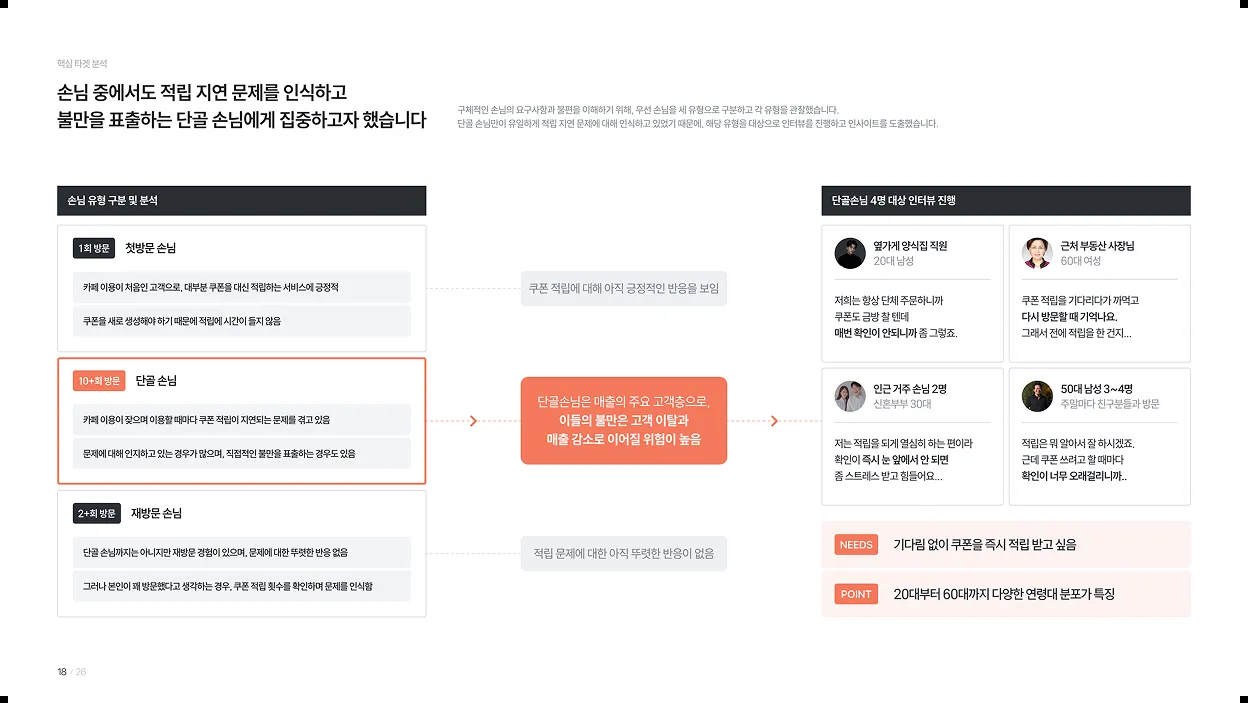 핵심 타겟 분석
손님 중에서도 적립 지연 문제를 인식하고
불만을 표출하는 단골 손님에게 집중하고자 했습니다
구체적인 손님의 요구사항과 불편을 이해하기 위해, 우선 손님을 세 유형으로 구분하고 각 유형을 관찰했습니다.
단골 손님만이 유일하게 적립 지연 문제에 대해 인식하고 있었기 때문에, 해당 유형을 대상으로 인터뷰를 진행하고 인사이트를 도출했습니다.
손님 유형 구분 및 분석
1회 방문 첫방문 손님
카페 이용이 처음인 고객으로, 대부분 쿠폰을 대신 적립하는 서비스에 긍정적
쿠폰을 새로 생성해야 하기 때문에 적립에 시간이 들지 않음
10+회 방문 단골 손님
카페 이용이 잦으며 이용할 때마다 쿠폰 적립이 지연되는 문제를 겪고 있음
문제에 대해 인지하고 있는 경우가 많으며, 직접적인 불만을 표출하는 경우도 있음
2+회 방문 재방문 손님
단골 손님까지는 아니지만 재방문 경험이 있으며, 문제에 대한 뚜렷한 반응 없음
그러나 본인이 꽤 방문했다고 생각하는 경우, 쿠폰 적립 횟수를 확인하며 문제를 인식함
쿠폰 적립에 대해 아직 긍정적인 반응을 보임
단골손님은 매출의 주요 고객층으로,
이들의 불만은 고객 이탈과
매출 감소로 이어질 위험이 높음
적립 문제에 대한 아직 뚜렷한 반응이 없음
단골손님 4명 대상 인터뷰 진행
옆가게 양식집 직원
20대 남성
저희는 항상 단체 주문하니까
쿠폰도 금방 찰 텐데
매번 확인이 안되니까 좀 그렇죠.
근처 부동산 사장님
60대 여성
쿠폰 적립을 기다리다가 까먹고
다시 방문할 때 기억나요.
그래서 전에 적립을 한 건지...
인근 거주 손님 2명
신혼부부 30대
저는 적립을 되게 열심히 하는 편이라
확인이 즉시 눈 앞에서 안 되면
좀 스트레스 받고 힘들어요...
50대 남성 3~4명
주말마다 친구분들과 방문
적립은 뭐 알아서 잘 하시겠죠.
근데 쿠폰 쓰려고 할 때마다
확인이 너무 오래걸리니까..
NEEDS 기다림 없이 쿠폰을 즉시 적립 받고 싶음
POINT 20대부터 60대까지 다양한 연령대 분포가 특징
18 / 26